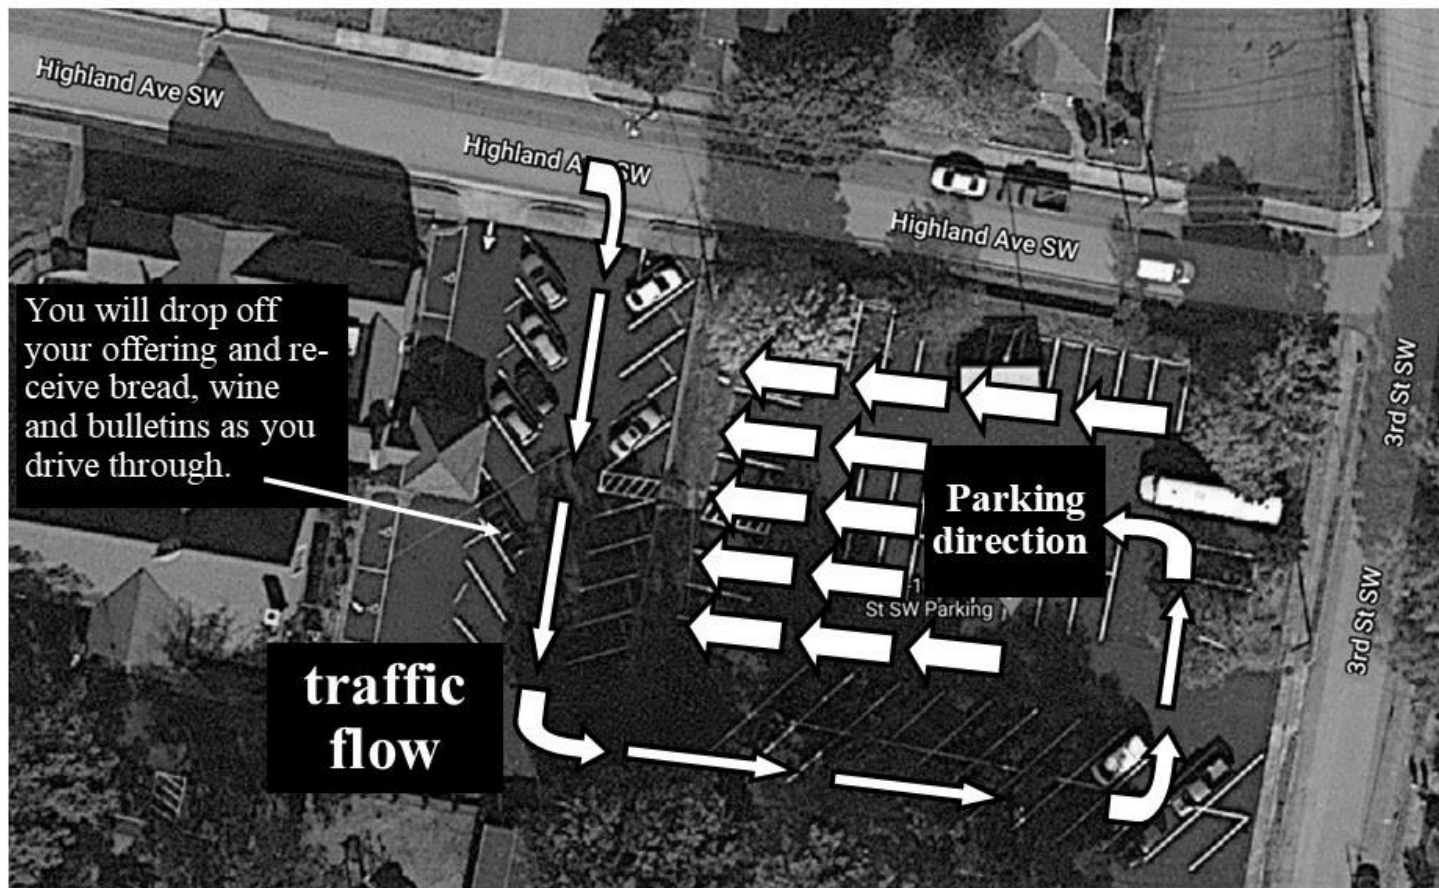 Highland Ave SW
Highland A SW
Highland Ave SW
You will drop off
your offering and re-
ceive bread, wine
and bulletins as you
drive through.
3rd St SW
Parking
direction
St SW Parking
3rd St SW
traffic
flow